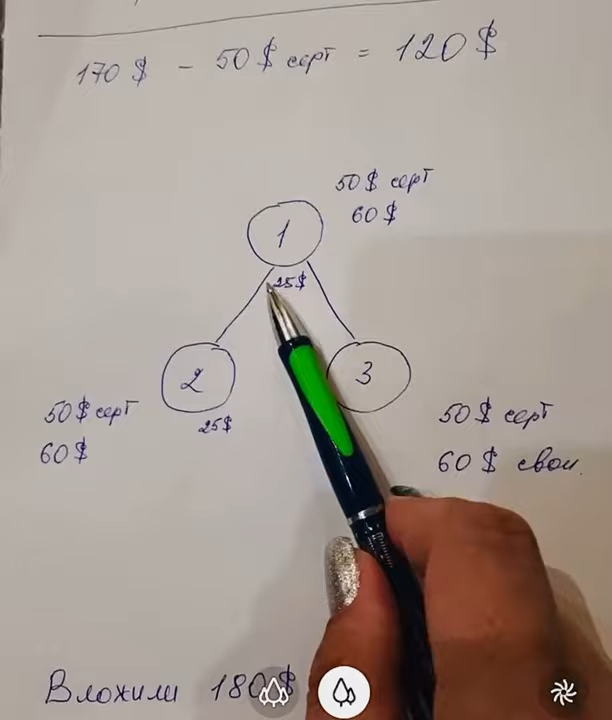 170 $ - 50 $ серт = 120 $
50 $ серт
60 $
1
25 $
2
3
25 $
50 $ серт
60 $
50 $ серт
60 $ свои.
Вложили 180 $